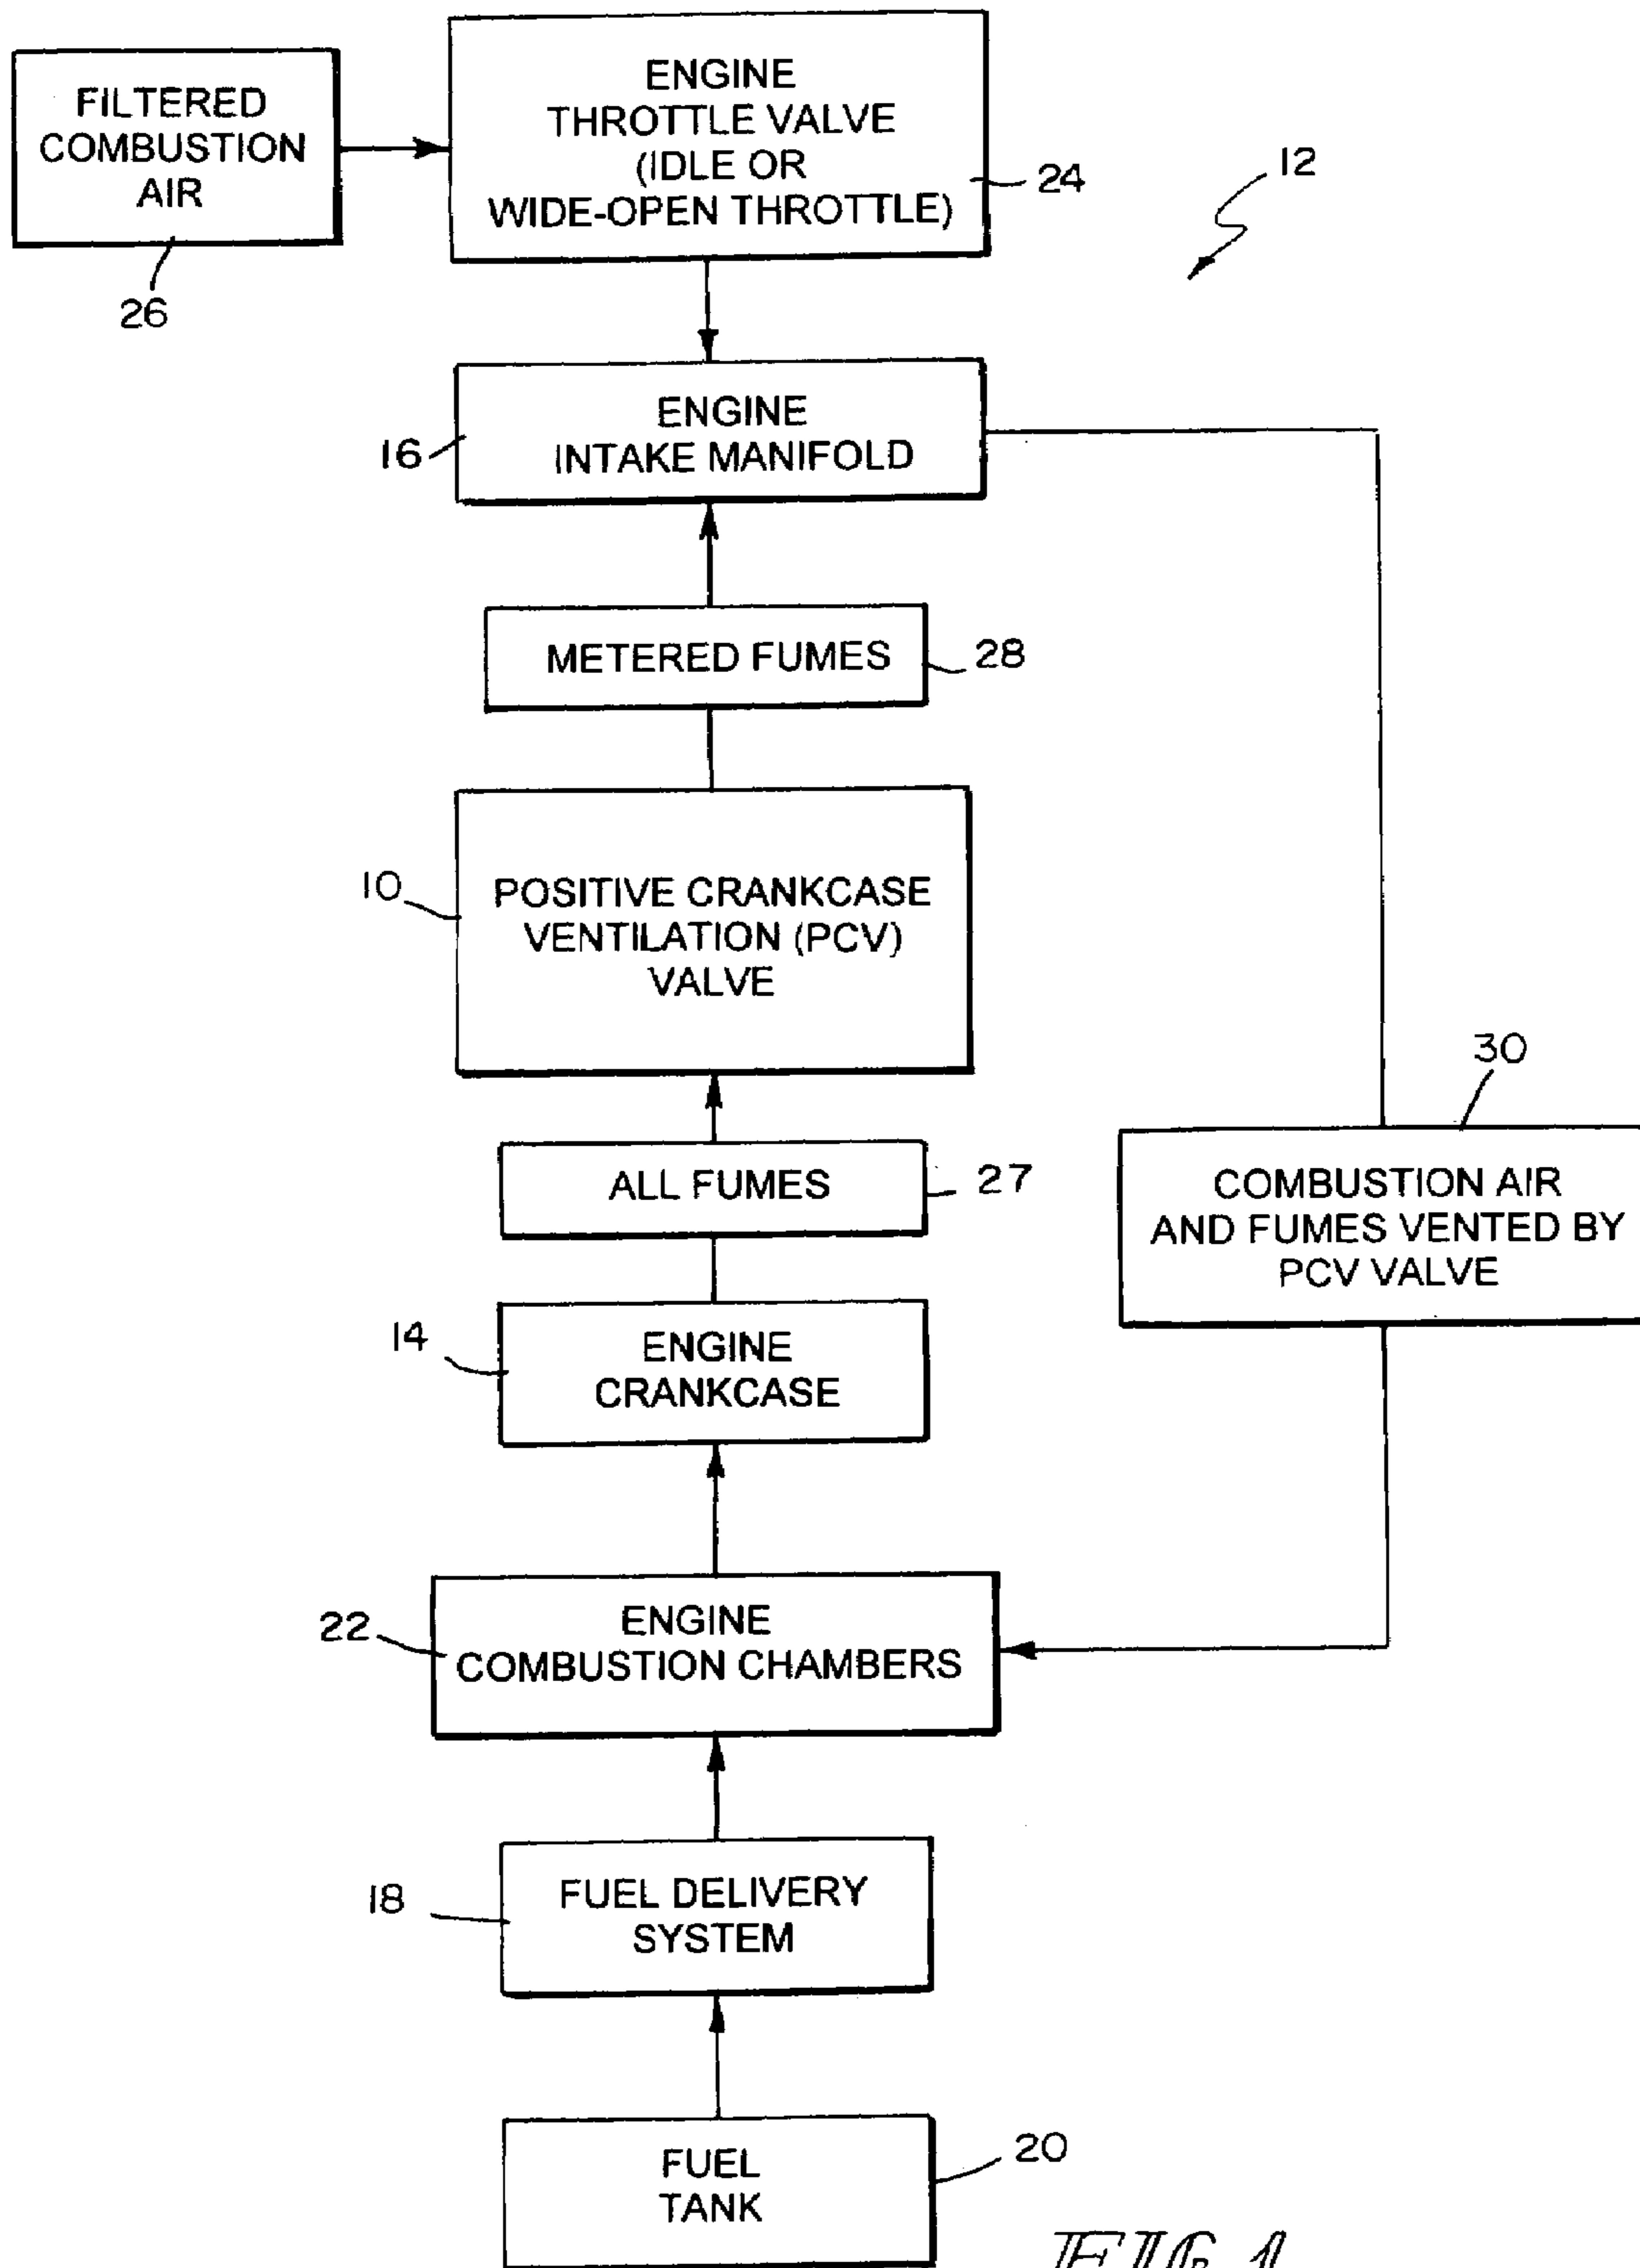 FILTERED
COMBUSTION
AIR
26
ENGINE
THROTTLE VALVE
(IDLE OR
WIDE-OPEN THROTTLE)
24
12
16
ENGINE
INTAKE MANIFOLD
METERED FUMES
28
10
POSITIVE CRANKCASE
VENTILATION (PCV)
VALVE
30
COMBUSTION AIR
AND FUMES VENTED BY
PCV VALVE
ALL FUMES
27
14
ENGINE
CRANKCASE
22
ENGINE
COMBUSTION CHAMBERS
18
FUEL DELIVERY
SYSTEM
FUEL
TANK
20
FIG. 1